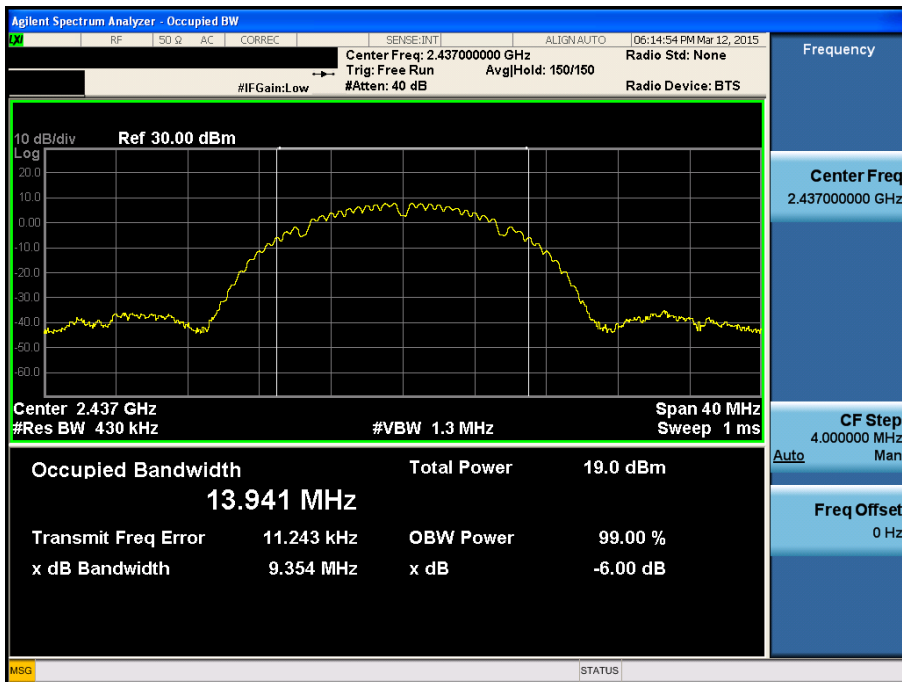 Agilent Spectrum Analyzer - Occupied BW
LXI RF 50 Ω AC CORREC SENSE:INT ALIGN AUTO 06:14:54 PM Mar 12, 2015
Center Freq: 2.437000000 GHz Radio Std: None
Trig: Free Run Avg|Hold: 150/150
#IFGain:Low #Atten: 40 dB Radio Device: BTS
10 dB/div Ref 30.00 dBm
Log
20.0
10.0
0.00
-10.0
-20.0
-30.0
-40.0
-50.0
-60.0
Center 2.437 GHz Span 40 MHz
#Res BW 430 kHz #VBW 1.3 MHz Sweep 1 ms
Occupied Bandwidth Total Power 19.0 dBm
13.941 MHz
Transmit Freq Error 11.243 kHz OBW Power 99.00 %
x dB Bandwidth 9.354 MHz x dB -6.00 dB
MSG STATUS
Frequency
Center Freq
2.437000000 GHz
CF Step
4.000000 MHz
Auto Man
Freq Offset
0 Hz